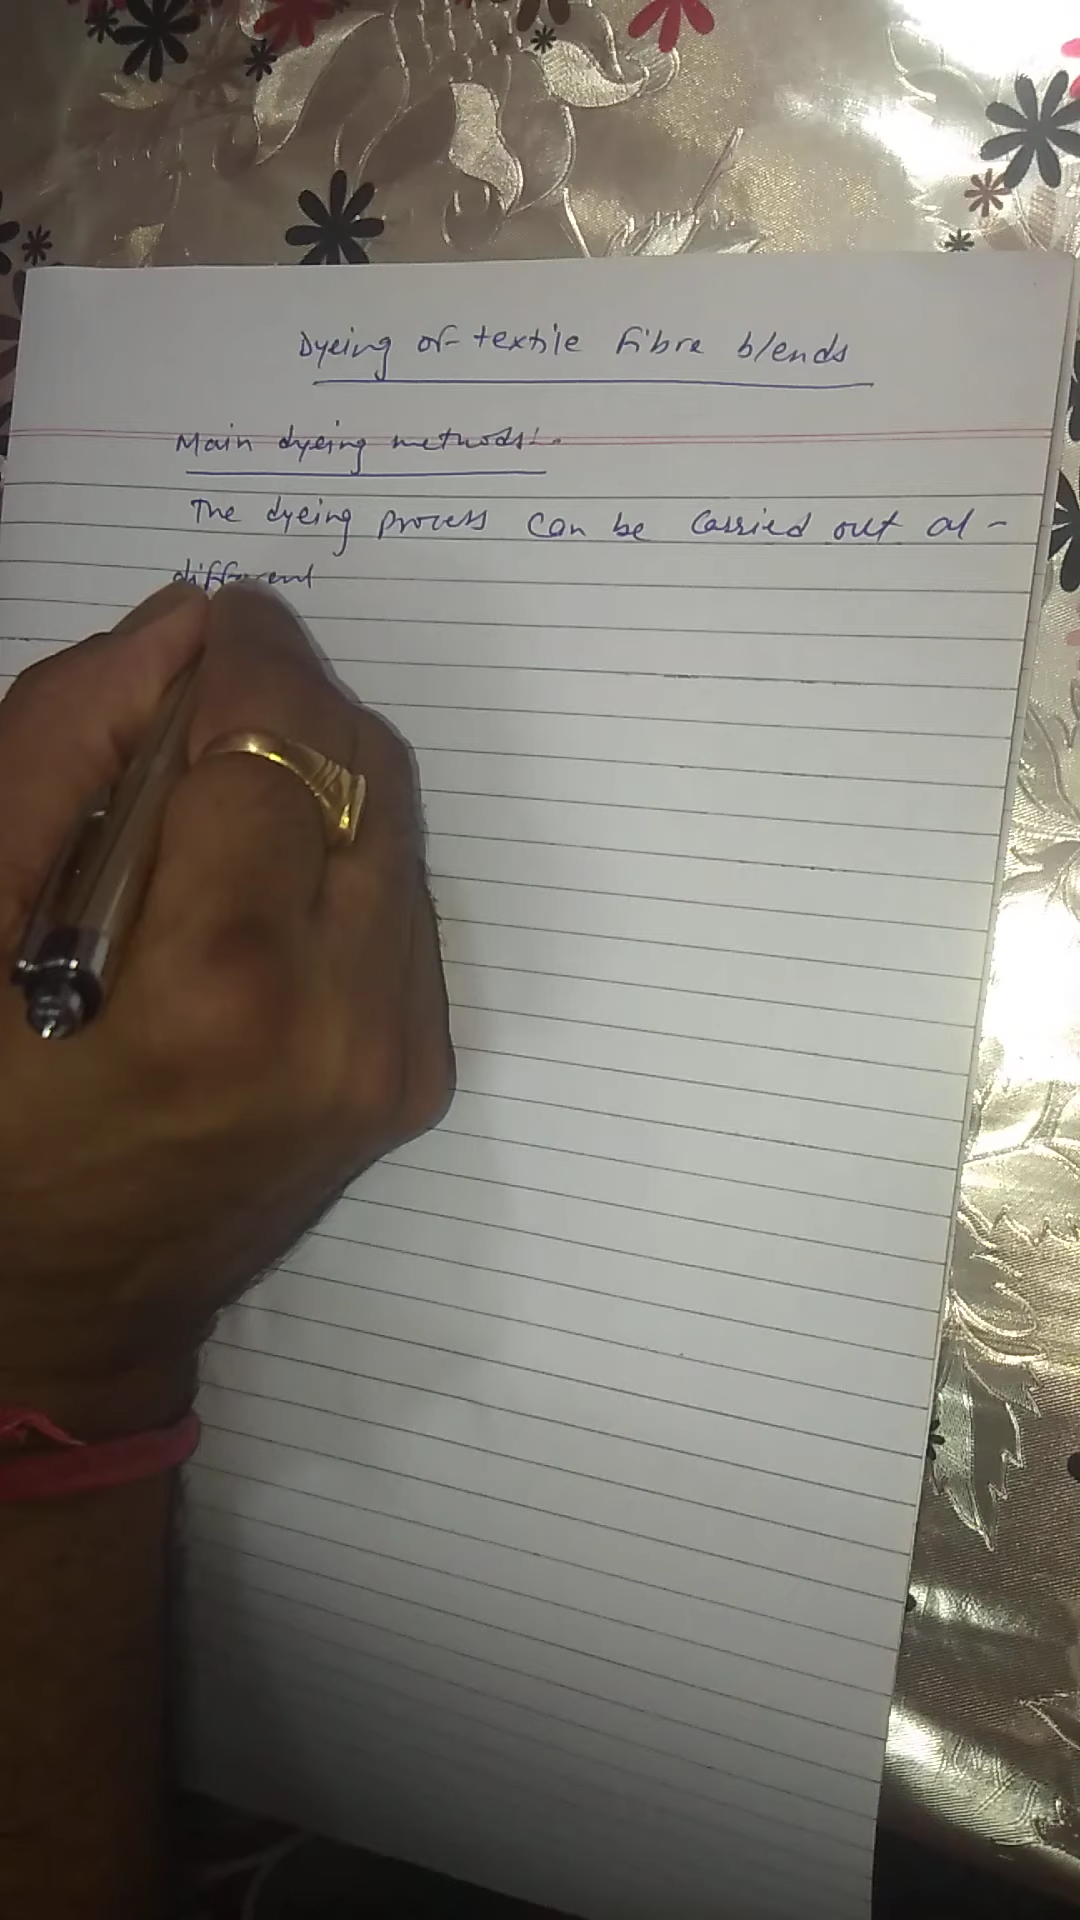 Dyeing of textile fibre blends
Main dyeing methods:-
The dyeing process can be carried out at -
different